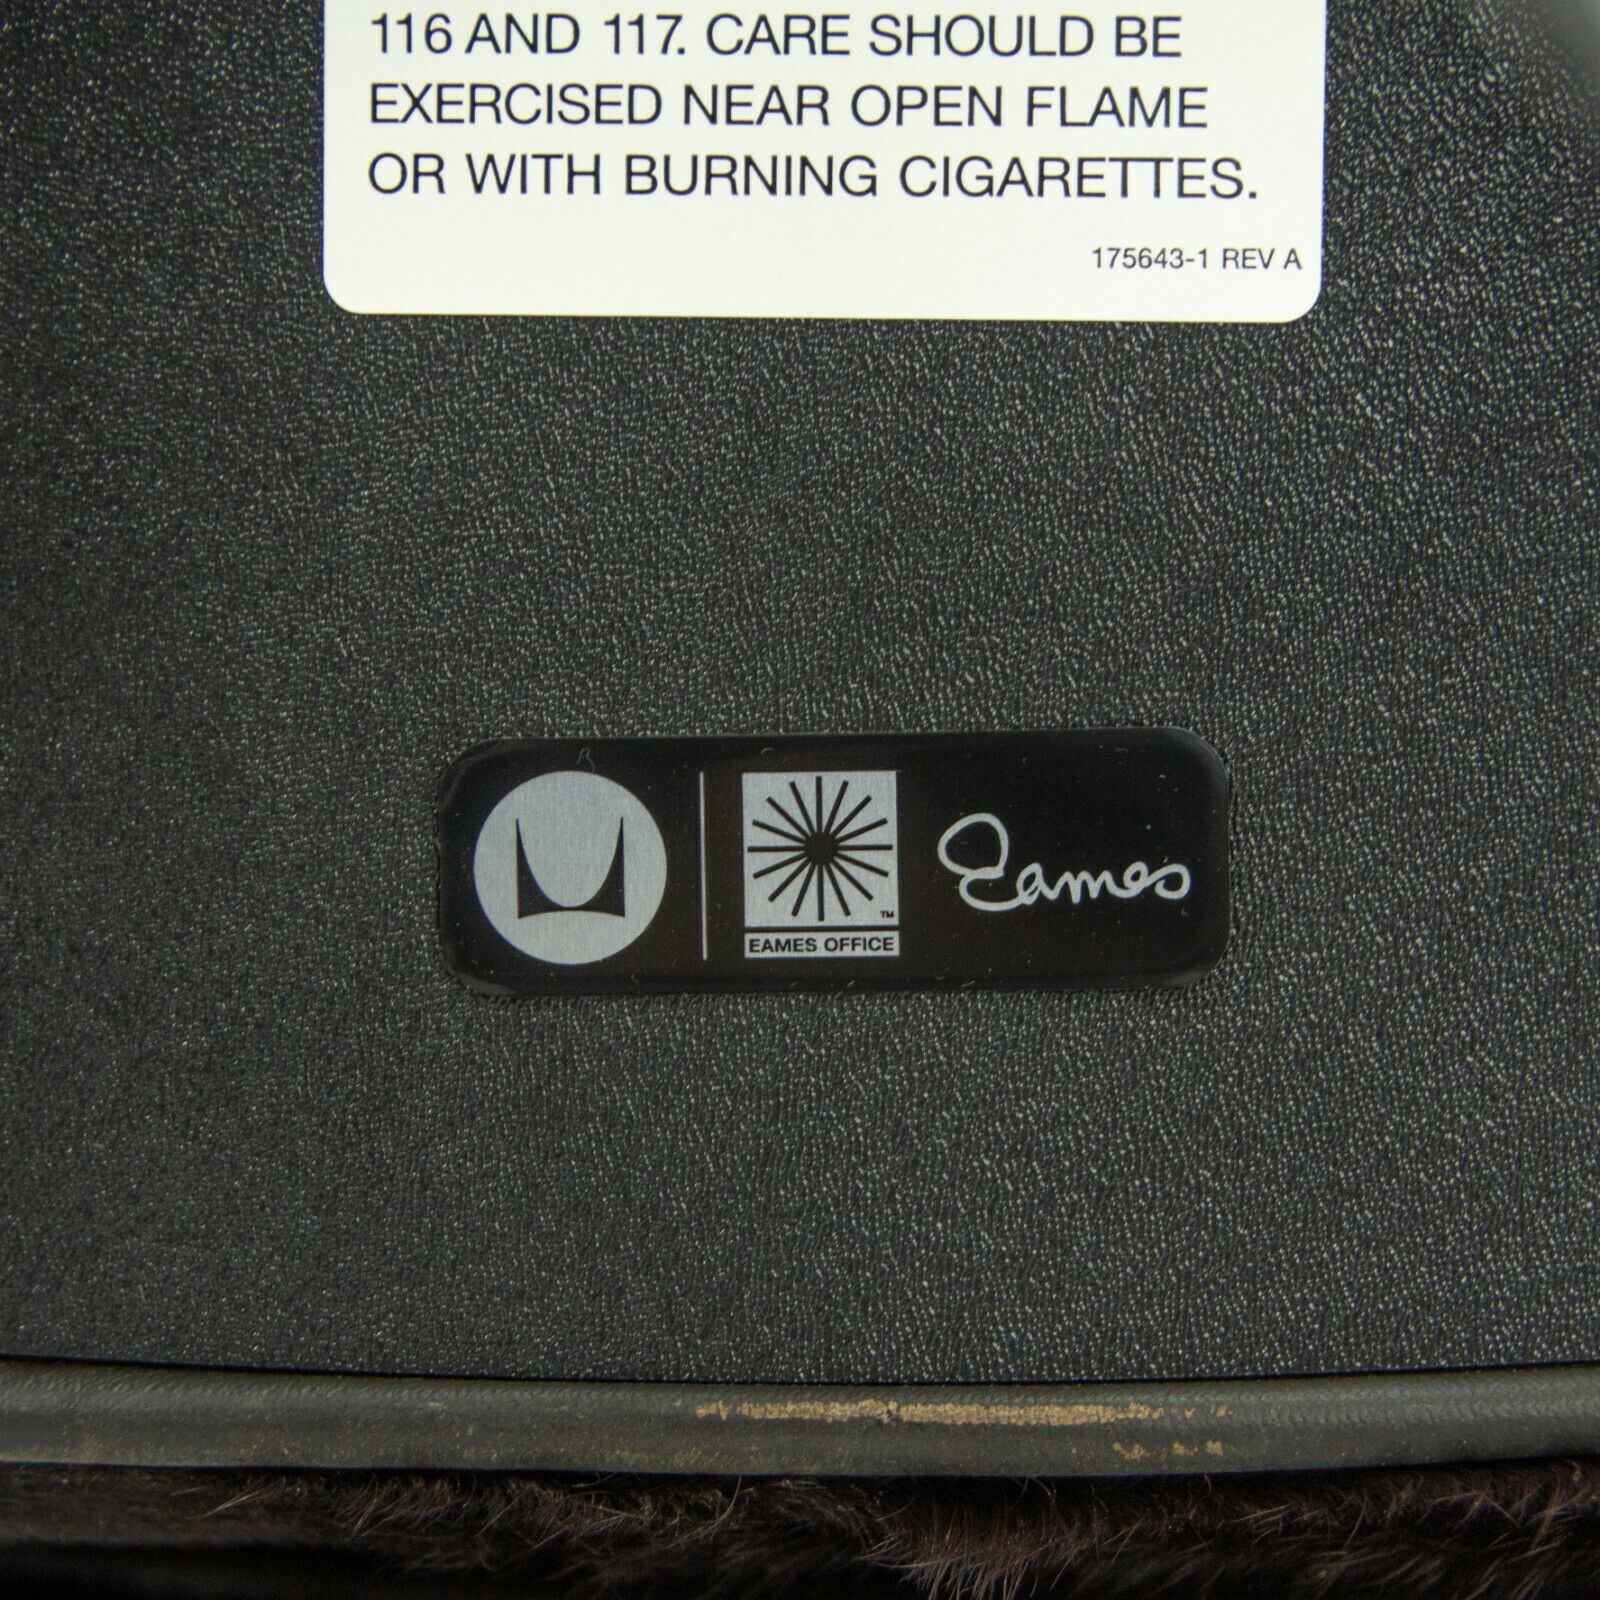 116 AND 117. CARE SHOULD BE
EXERCISED NEAR OPEN FLAME
OR WITH BURNING CIGARETTES.
175643-1 REV A
TM
EAMES OFFICE
Eames